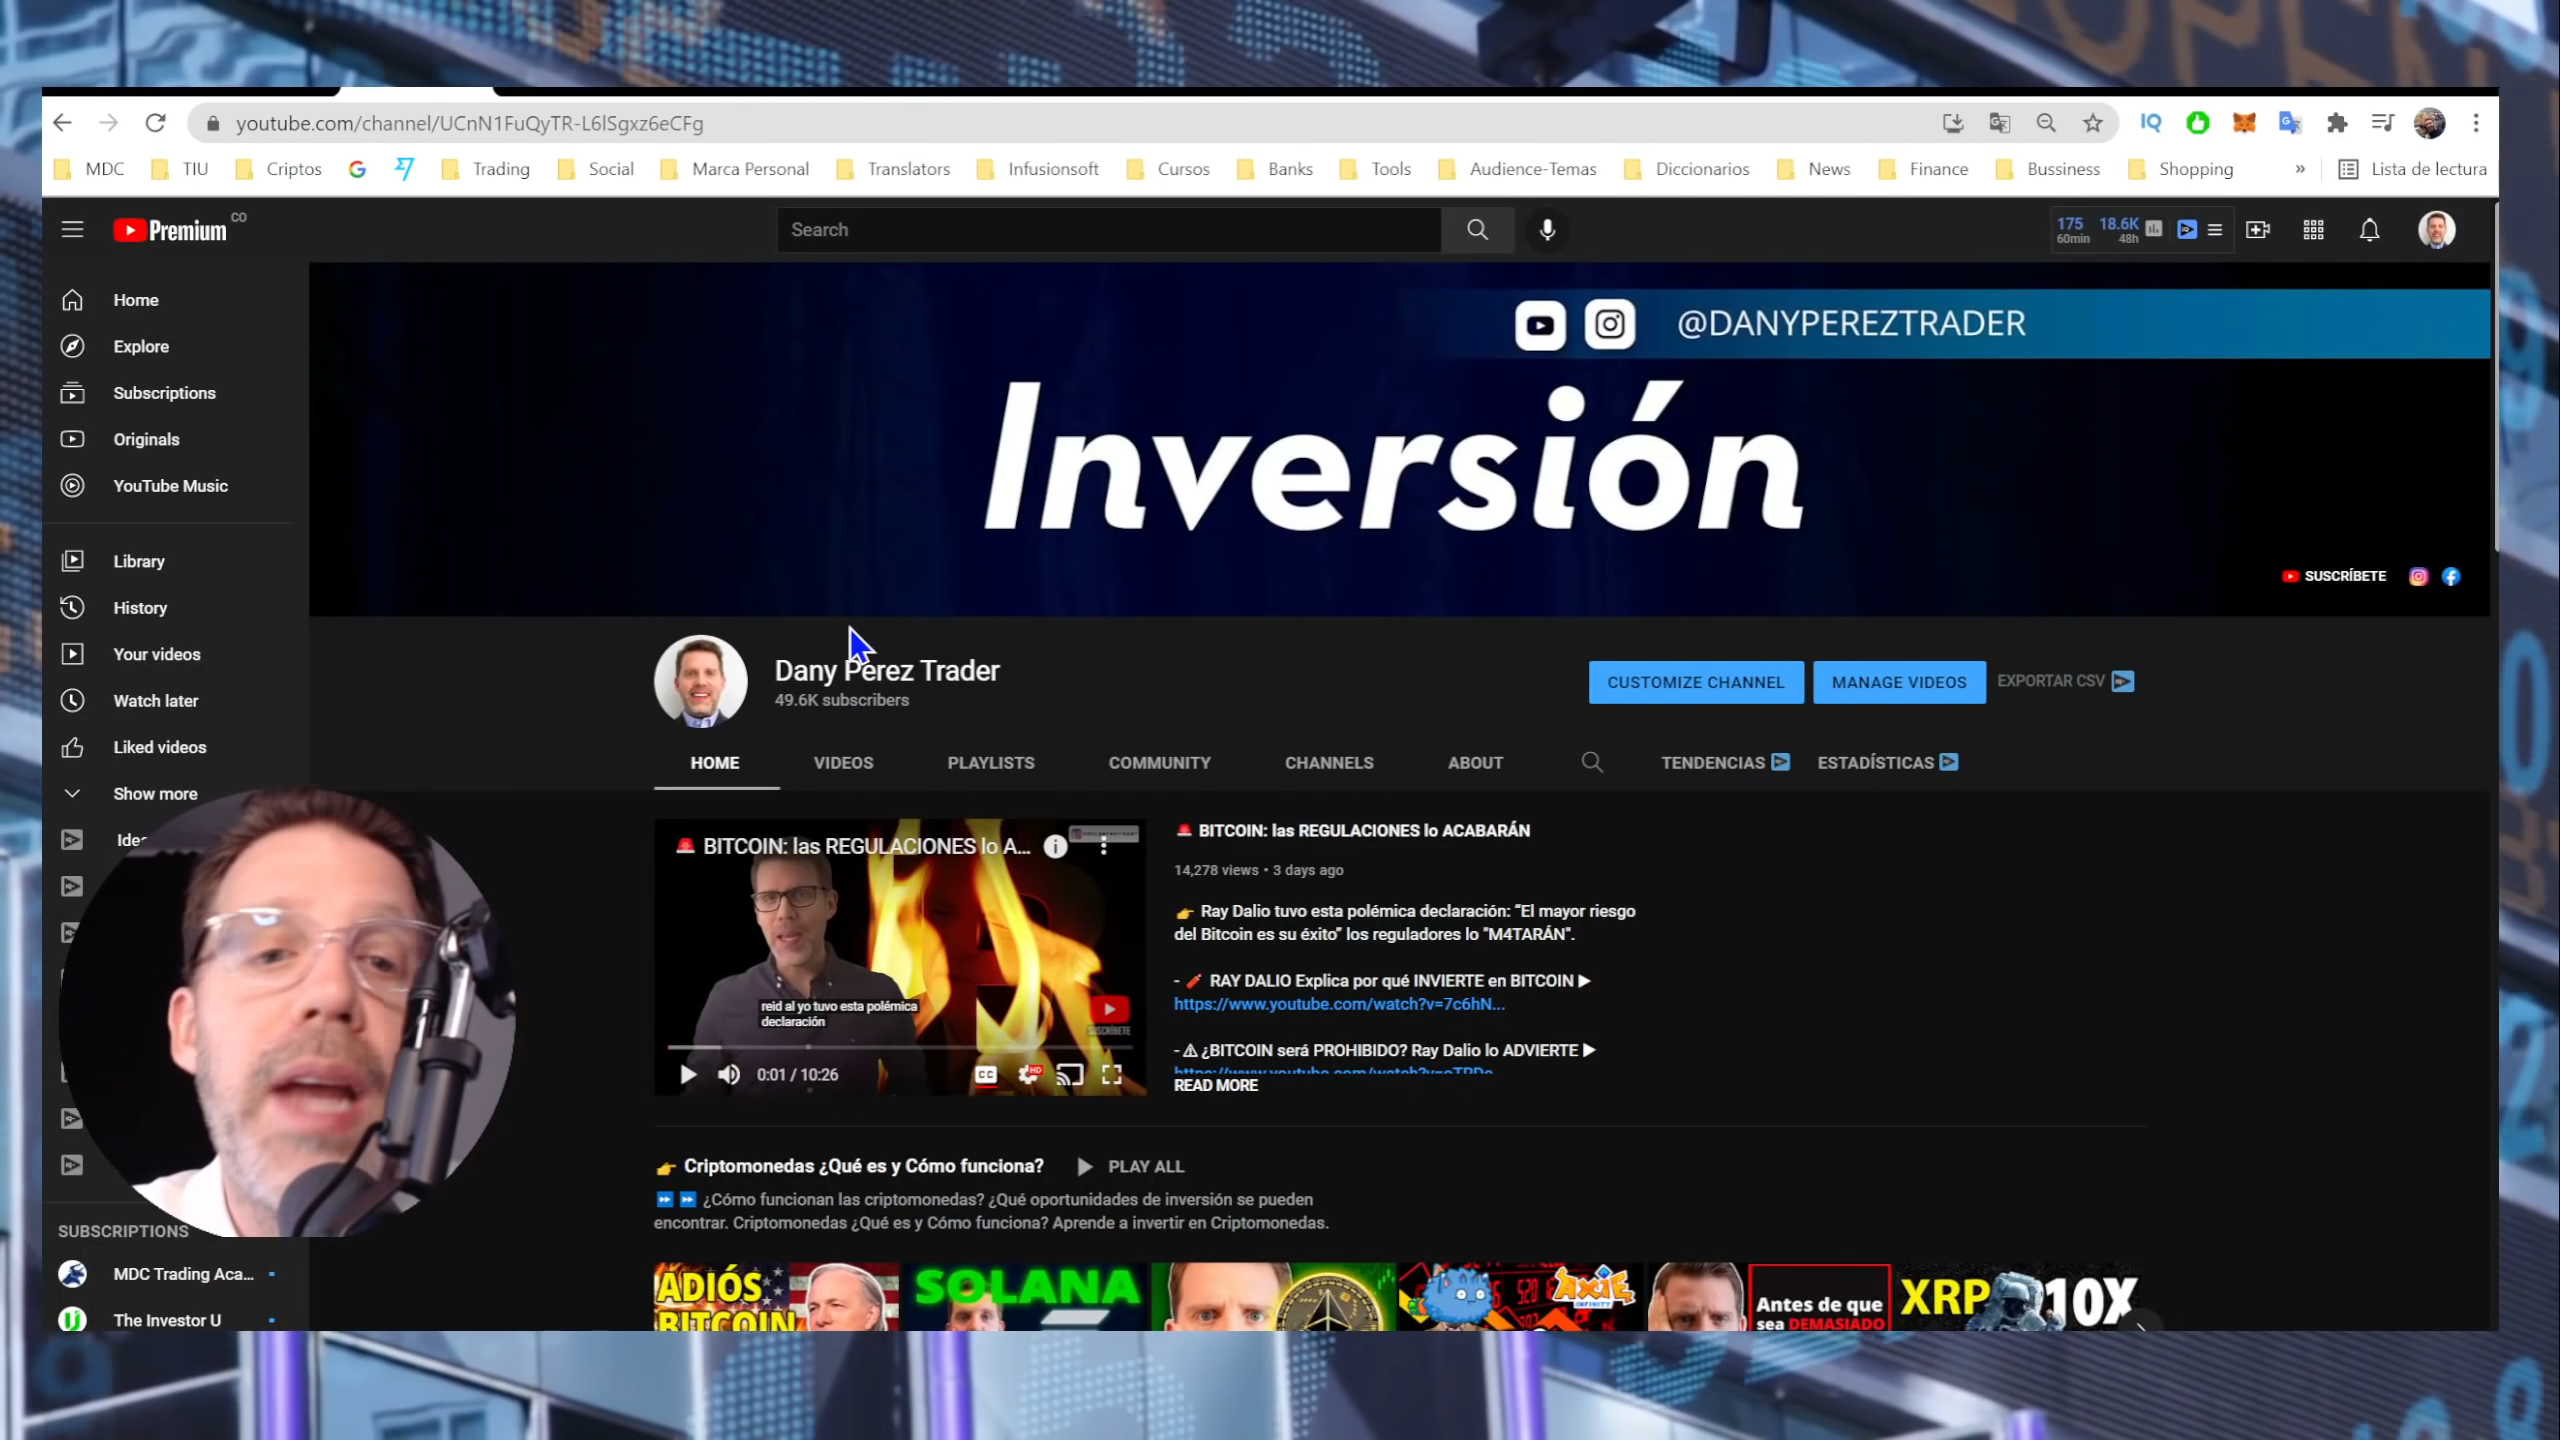 youtube.com/channel/UCnN1FuQyTR-L6lSgxz6eCFg
MDC TIU Criptos Trading Social Marca Personal Translators Infusionsoft Cursos Banks Tools Audience-Temas Diccionarios News Finance Bussiness Shopping » Lista de lectura
Premium CO
Search
175 18.6K
60min 48h
Home
Explore
Subscriptions
Originals
YouTube Music
Library
History
Your videos
Watch later
Liked videos
Show more
@DANYPEREZTRADER
Inversión
SUSCRÍBETE
Dany Perez Trader
49.6K subscribers
CUSTOMIZE CHANNEL MANAGE VIDEOS EXPORTAR CSV
HOME VIDEOS PLAYLISTS COMMUNITY CHANNELS ABOUT TENDENCIAS ESTADÍSTICAS
BITCOIN: las REGULACIONES lo A...
reid al yo tuvo esta polémica
declaración
SUSCRÍBETE
0:01 / 10:26
CC HD
BITCOIN: las REGULACIONES lo ACABARÁN
14,278 views • 3 days ago
Ray Dalio tuvo esta polémica declaración: “El mayor riesgo
del Bitcoin es su éxito” los reguladores lo "M4TARÁN".
- RAY DALIO Explica por qué INVIERTE en BITCOIN
https://www.youtube.com/watch?v=7c6hN...
- ¿BITCOIN será PROHIBIDO? Ray Dalio lo ADVIERTE
READ MORE
Criptomonedas ¿Qué es y Cómo funciona? PLAY ALL
¿Cómo funcionan las criptomonedas? ¿Qué oportunidades de inversión se pueden
encontrar. Criptomonedas ¿Qué es y Cómo funciona? Aprende a invertir en Criptomonedas.
ADIÓS
BITCOIN
SOLANA
AXIE
INFINITY
Antes de que
sea DEMASIADO
XRP 10X
SUBSCRIPTIONS
MDC Trading Aca...
The Investor U